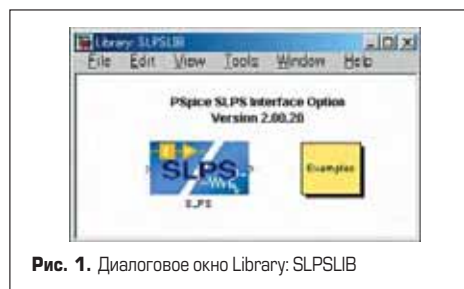 Library: SLPSLIB
File Edit View Tools Window Help
PSpice SLPS Interface Option
Version 2.00.20
SLPS
SLPS
Examples
Рис. 1. Диалоговое окно Library: SLPSLIB